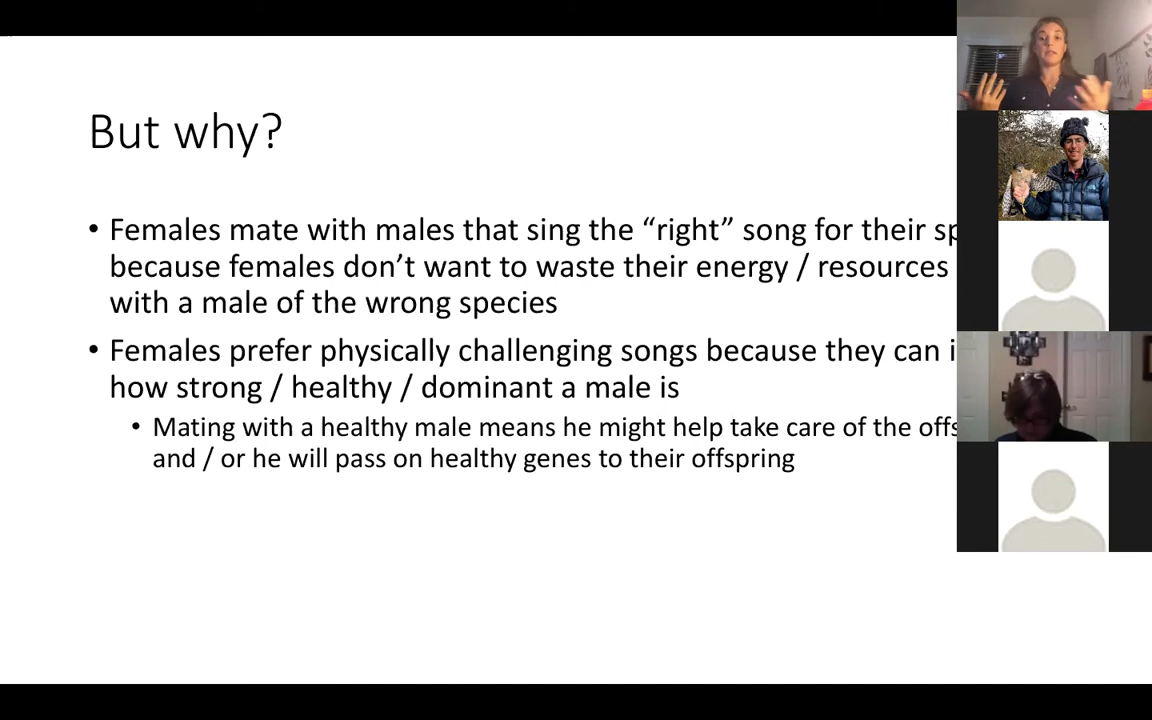 But why?
• Females mate with males that sing the “right” song for their
because females don’t want to waste their energy / resources
with a male of the wrong species
• Females prefer physically challenging songs because they can
how strong / healthy / dominant a male is
• Mating with a healthy male means he might help take care of the
and / or he will pass on healthy genes to their offspring